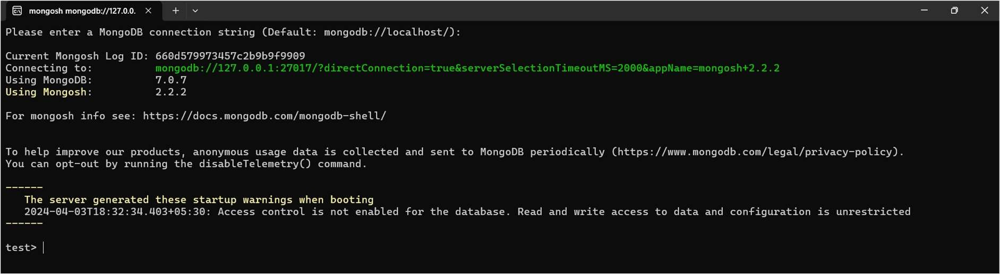 mongosh mongodb://127.0.0.
Please enter a MongoDB connection string (Default: mongodb://localhost/):
Current Mongosh Log ID: 660d579973457c2b9b9f9909
Connecting to: mongodb://127.0.0.1:27017/?directConnection=true&serverSelectionTimeoutMS=2000&appName=mongosh+2.2.2
Using MongoDB: 7.0.7
Using Mongosh: 2.2.2
For mongosh info see: https://docs.mongodb.com/mongodb-shell/
To help improve our products, anonymous usage data is collected and sent to MongoDB periodically (https://www.mongodb.com/legal/privacy-policy).
You can opt-out by running the disableTelemetry() command.
------
The server generated these startup warnings when booting
2024-04-03T18:32:34.403+05:30: Access control is not enabled for the database. Read and write access to data and configuration is unrestricted
------
test>